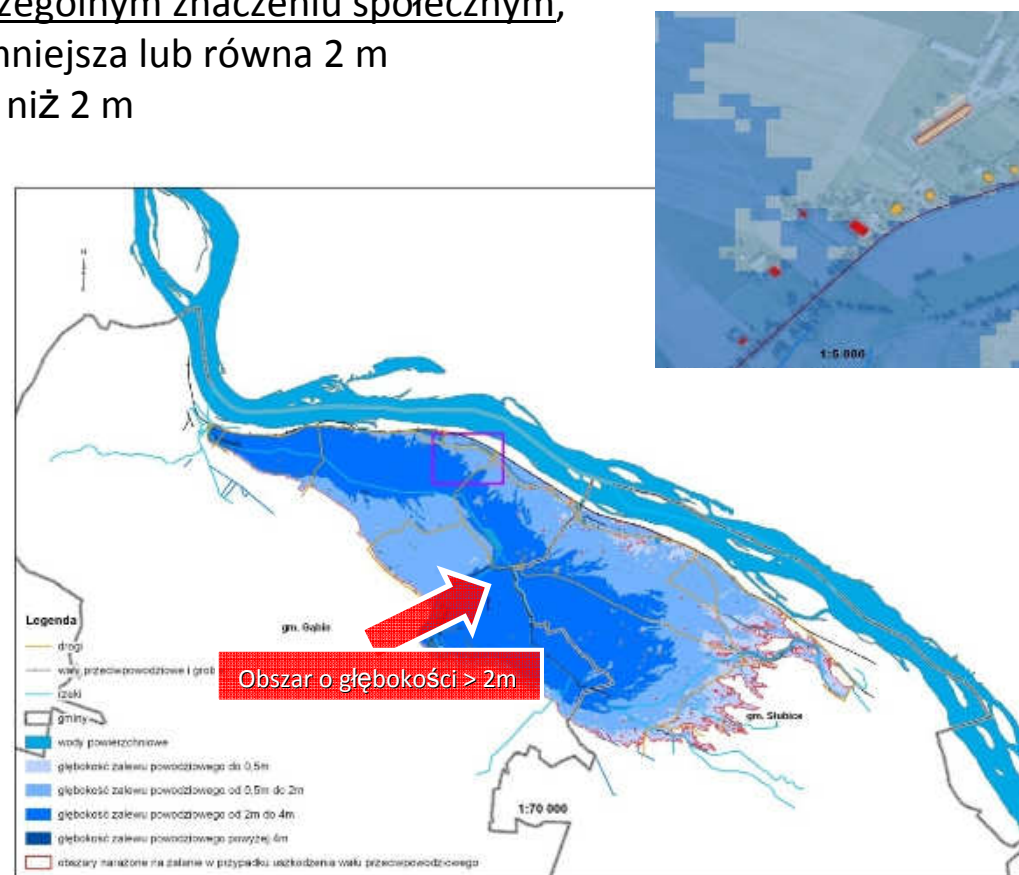 zególnym znaczeniu społecznym,
mniejsza lub równa 2 m
niż 2 m
1:5 000
N
Legenda
drogi
wały przeciwpowodziowe i grob
rzeki
gminy
wody powierzchniowe
głębokość zalewu powodziowego do 0,5m
głębokość zalewu powodziowego od 0,5m do 2m
głębokość zalewu powodziowego od 2m do 4m
głębokość zalewu powodziowego powyżej 4m
obszary narażone na zalanie w przypadku uszkodzenia wału przeciwpowodziowego
gm. Gąbin
Obszar o głębokości > 2m
gm. Słubice
1:70 000